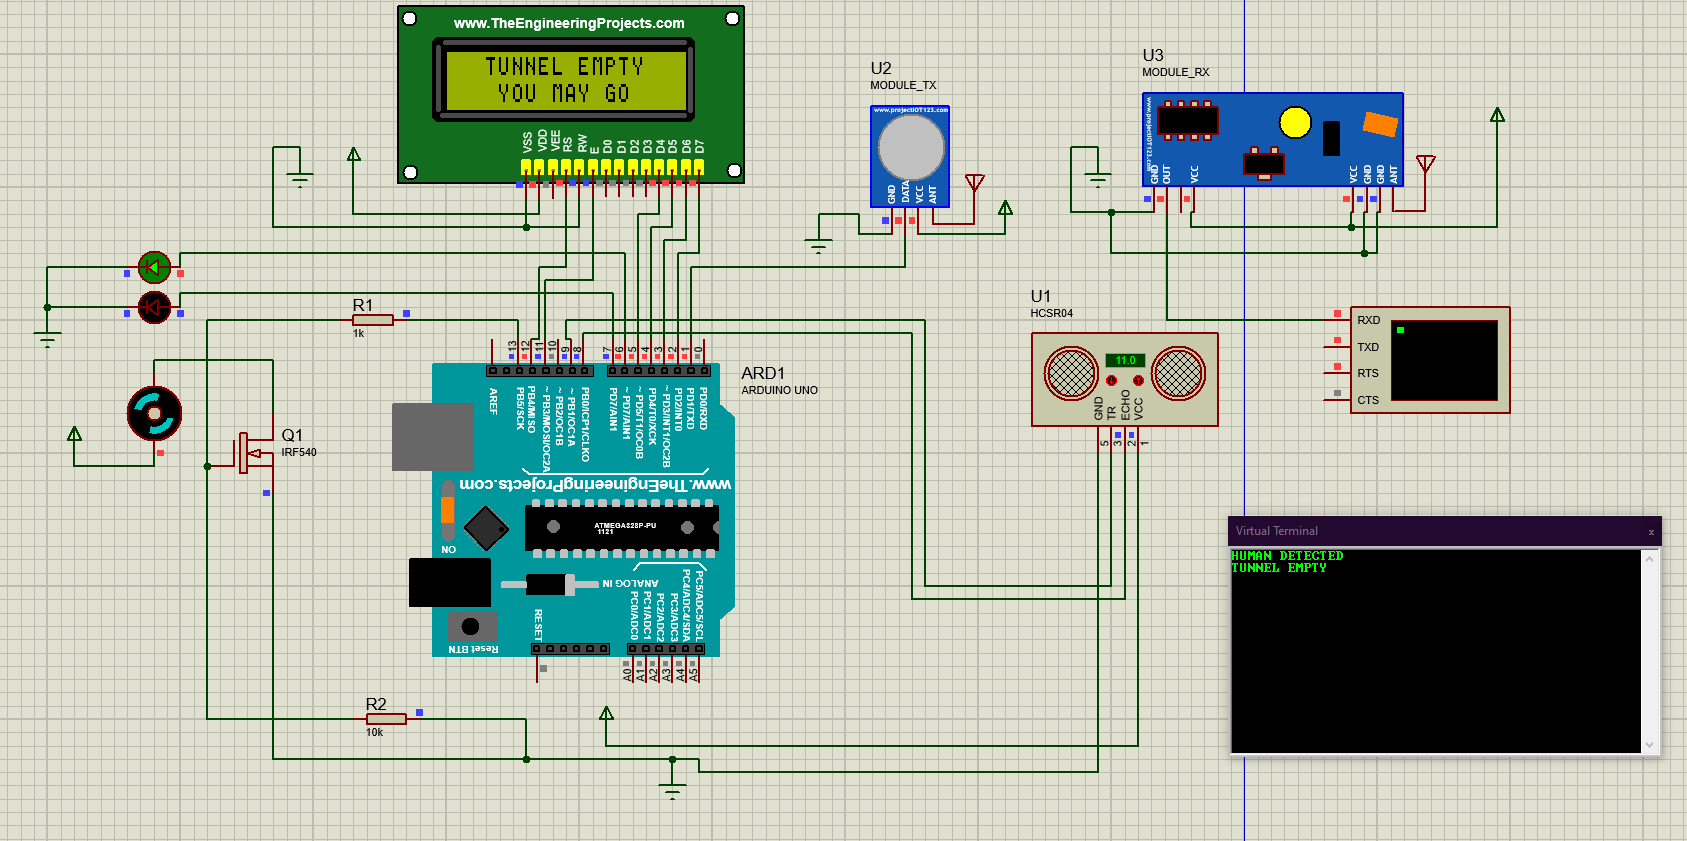 www.TheEngineeringProjects.com
TUNNEL EMPTY
YOU MAY GO
VSS
VDD
VEE
RS
RW
E
D0
D1
D2
D3
D4
D5
D6
D7
U2
MODULE_TX
www.projectIOT123.com
GND
DATA
VCC
ANT
U3
MODULE_RX
www.projectIOT123.com
GND
OUT
VCC
VCC
GND
GND
ANT
R1
1k
U1
HCSR04
11.0
GND
TR
ECHO
VCC
5
3
2
1
RXD
TXD
RTS
CTS
13
12
11
10
9
8
7
6
5
4
3
2
1
0
ARD1
ARDUINO UNO
AREF
PB5/SCK
PB4/MISO
~ PB3/MOSI/OC2A
~ PB2/OC1B
~ PB1/OC1A
PB0/ICP1/CLKO
PD7/AIN1
~ PD7/AIN1
~ PD5/T1/OC0B
PD4/T0/XCK
~ PD3/INT1/OC2B
PD2/INT0
PD1/TXD
PD0/RXD
Q1
IRF540
www.TheEngineeringProjects.com
ATMEGA328P-PU
1121
ON
ANALOG IN
RESET
Reset BTN
PC0/ADC0
PC1/ADC1
PC2/ADC2
PC3/ADC3
PC4/ADC4/SDA
PC5/ADC5/SCL
A0
A1
A2
A3
A4
A5
R2
10k
Virtual Terminal
x
HUMAN DETECTED
TUNNEL EMPTY